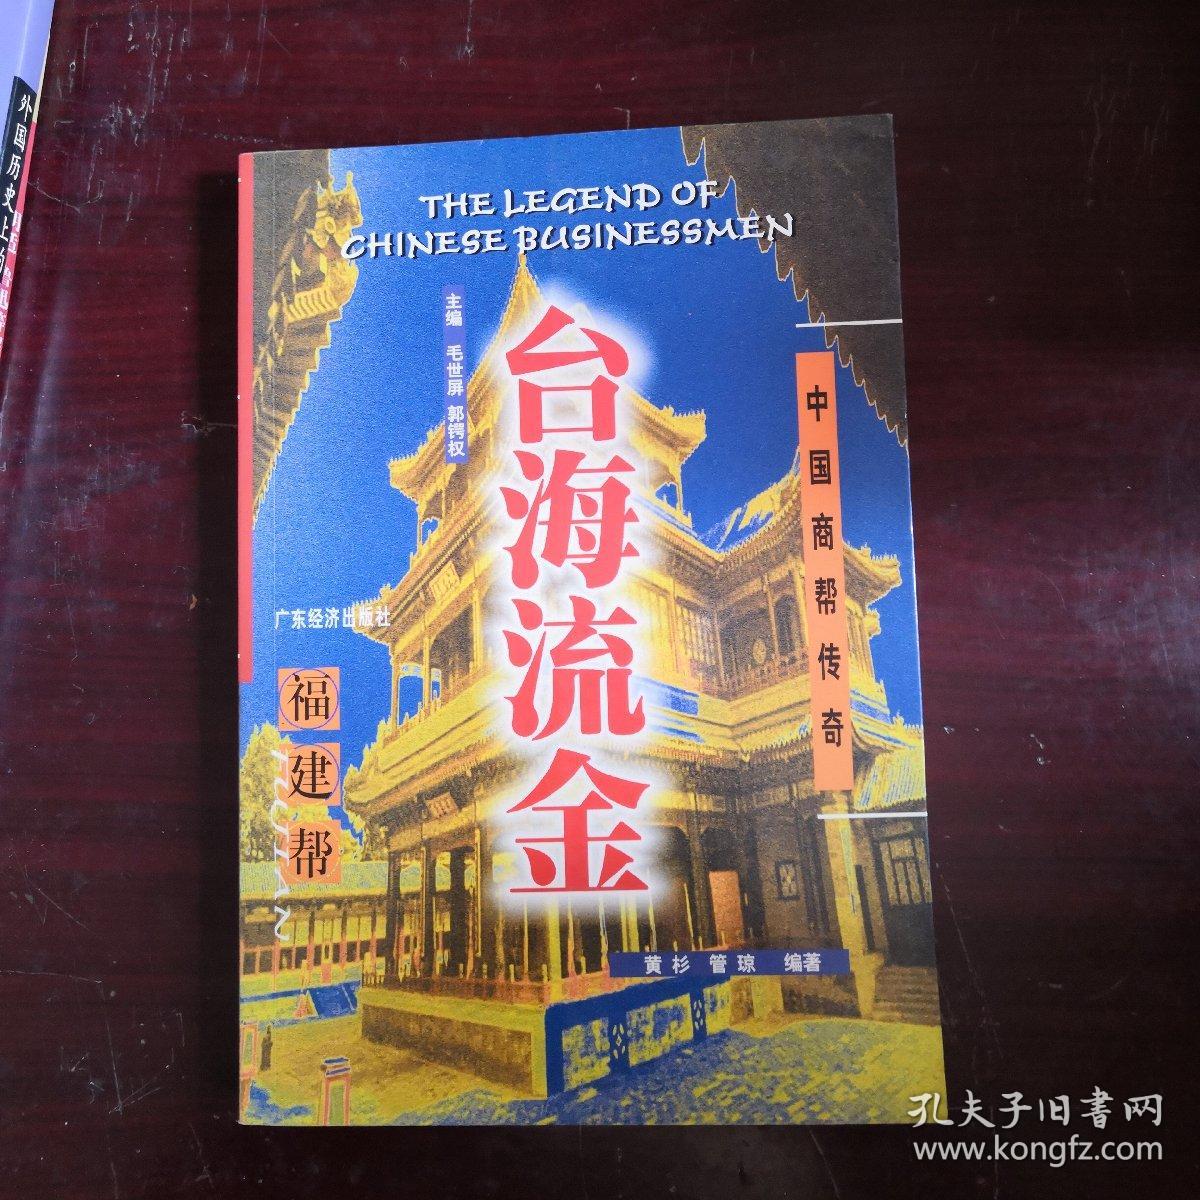 THE LEGEND OF
CHINESE BUSINESSMEN
主编 毛世屏 郭锷权
台海流金
中国商帮传奇
广东经济出版社
福建帮
FUJIAN
黄杉 管琼 编著
外国历史上的
孔夫子旧書网
www.kongfz.com